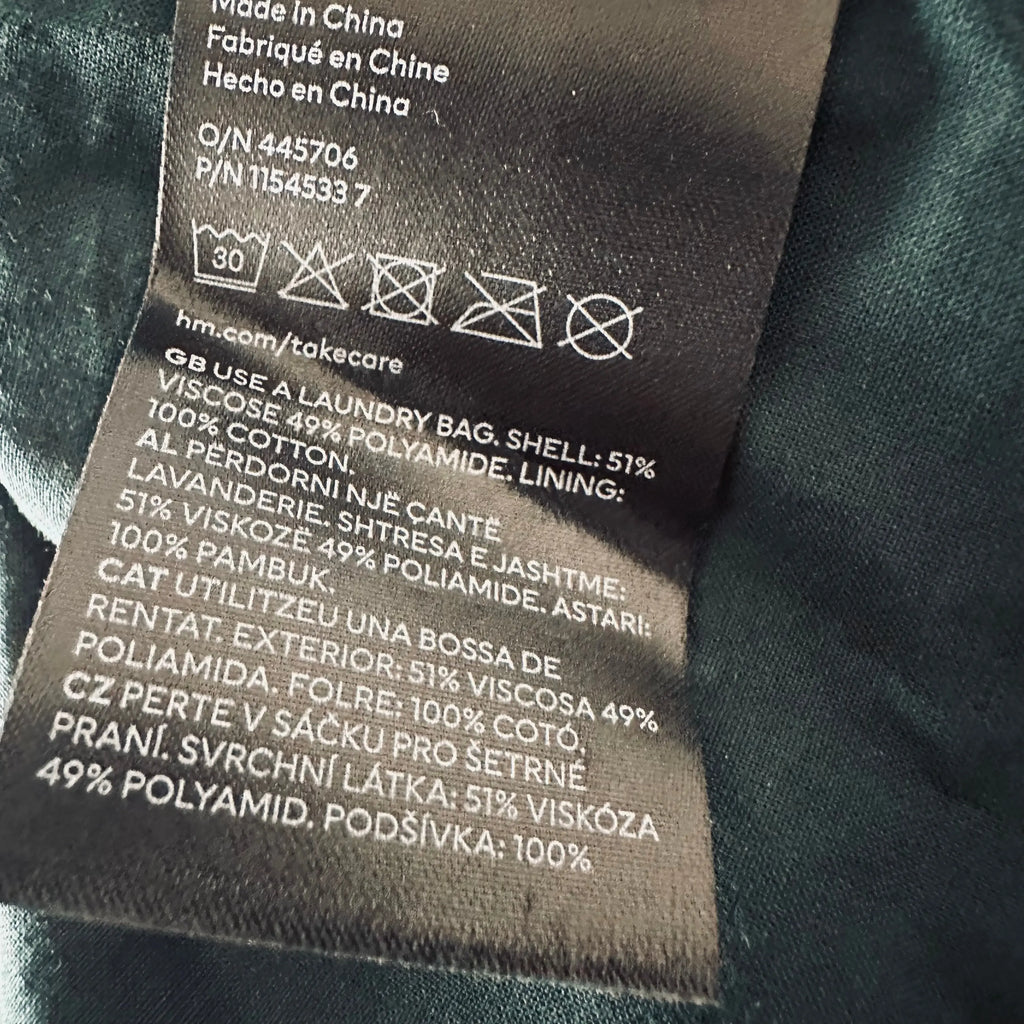 Made in China
Fabriqué en Chine
Hecho en China
O/N 445706
P/N 1154533 7
30
hm.com/takecare
GB USE A LAUNDRY BAG. SHELL: 51%
VISCOSE 49% POLYAMIDE. LINING:
100% COTTON.
AL PËRDORNI NJË ÇANTË
LAVANDERIE. SHTRESA E JASHTME:
51% VISKOZË 49% POLIAMIDE. ASTARI:
100% PAMBUK.
CAT UTILITZEU UNA BOSSA DE
RENTAT. EXTERIOR: 51% VISCOSA 49%
POLIAMIDA. FOLRE: 100% COTÓ.
CZ PERTE V SÁČKU PRO ŠETRNÉ
PRANÍ. SVRCHNÍ LÁTKA: 51% VISKÓZA
49% POLYAMID. PODŠÍVKA: 100%